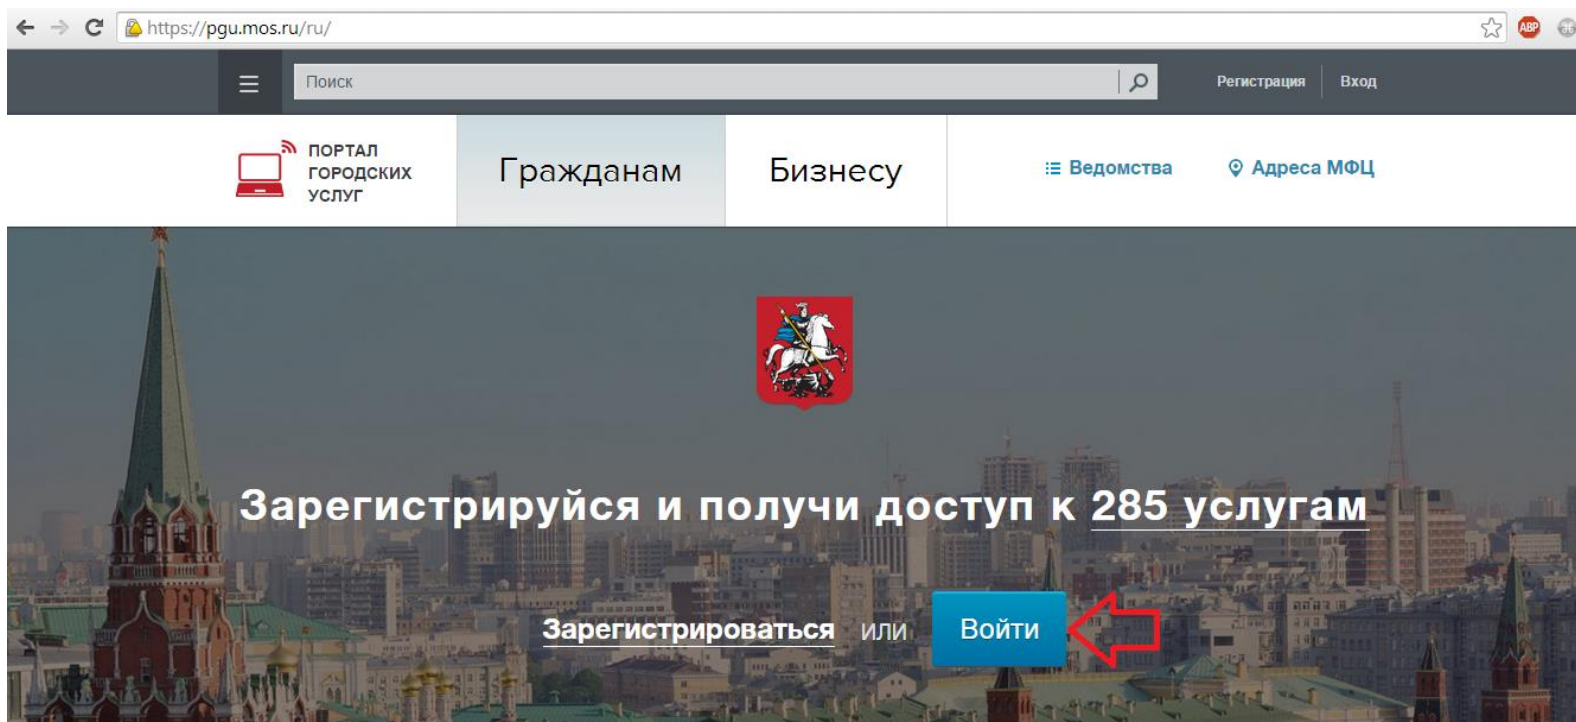 https://pgu.mos.ru/ru/
ABP
Поиск
Регистрация
Вход
ПОРТАЛ
ГОРОДСКИХ
УСЛУГ
Гражданам
Бизнесу
Ведомства
Адреса МФЦ
Зарегистрируйся и получи доступ к 285 услугам
Зарегистрироваться или Войти